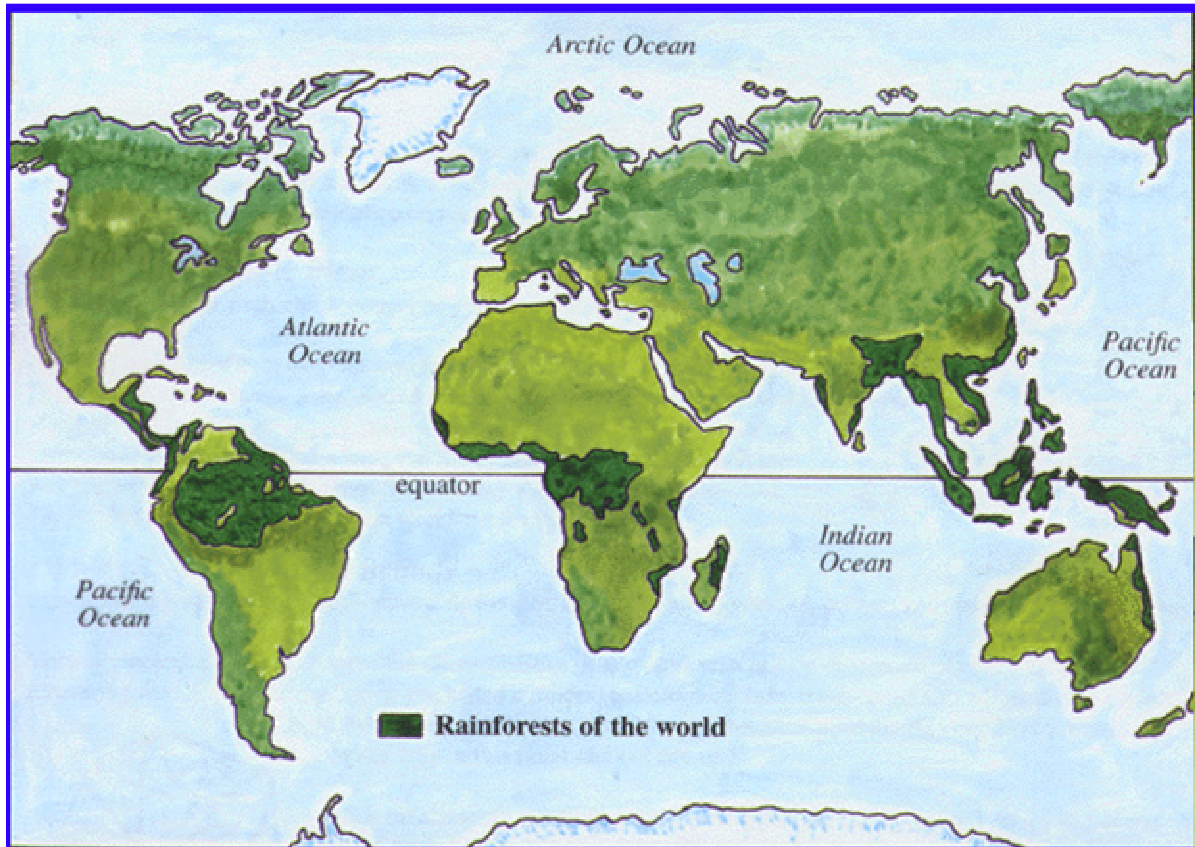 Arctic Ocean
Atlantic
Ocean
Pacific
Ocean
equator
Indian
Ocean
Pacific
Ocean
Rainforests of the world